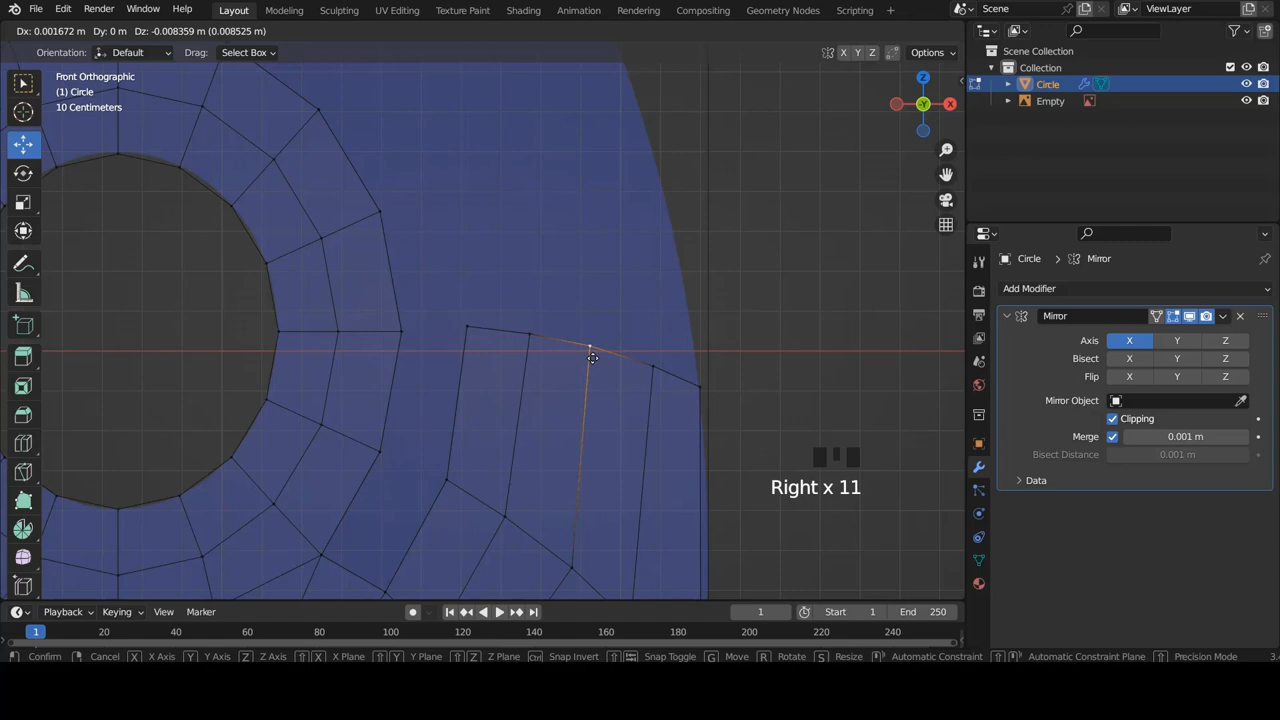 File Edit Render Window Help Layout Modeling Sculpting UV Editing Texture Paint Shading Animation Rendering Compositing Geometry Nodes Scripting + Scene ViewLayer
Dx: 0.001672 m Dy: 0 m Dz: -0.008359 m (0.008525 m)
Orientation: Default Drag: Select Box X Y Z Options
Front Orthographic
(1) Circle
10 Centimeters
Z
-Y
X
Right x 11
Scene Collection
Collection
Circle
Empty
Circle > Mirror
Add Modifier
Mirror
Axis X Y Z
Bisect X Y Z
Flip X Y Z
Mirror Object
Clipping
Merge 0.001 m
Bisect Distance 0.001 m
Data
Playback Keying View Marker 1 Start 1 End 250
1 20 40 60 80 100 120 140 160 180 200 220 240
Confirm Cancel X X Axis Y Y Axis Z Z Axis X X Plane Y Y Plane Z Z Plane Ctrl Snap Invert Snap Toggle G Move R Rotate S Resize Automatic Constraint Automatic Constraint Plane Precision Mode 3.4